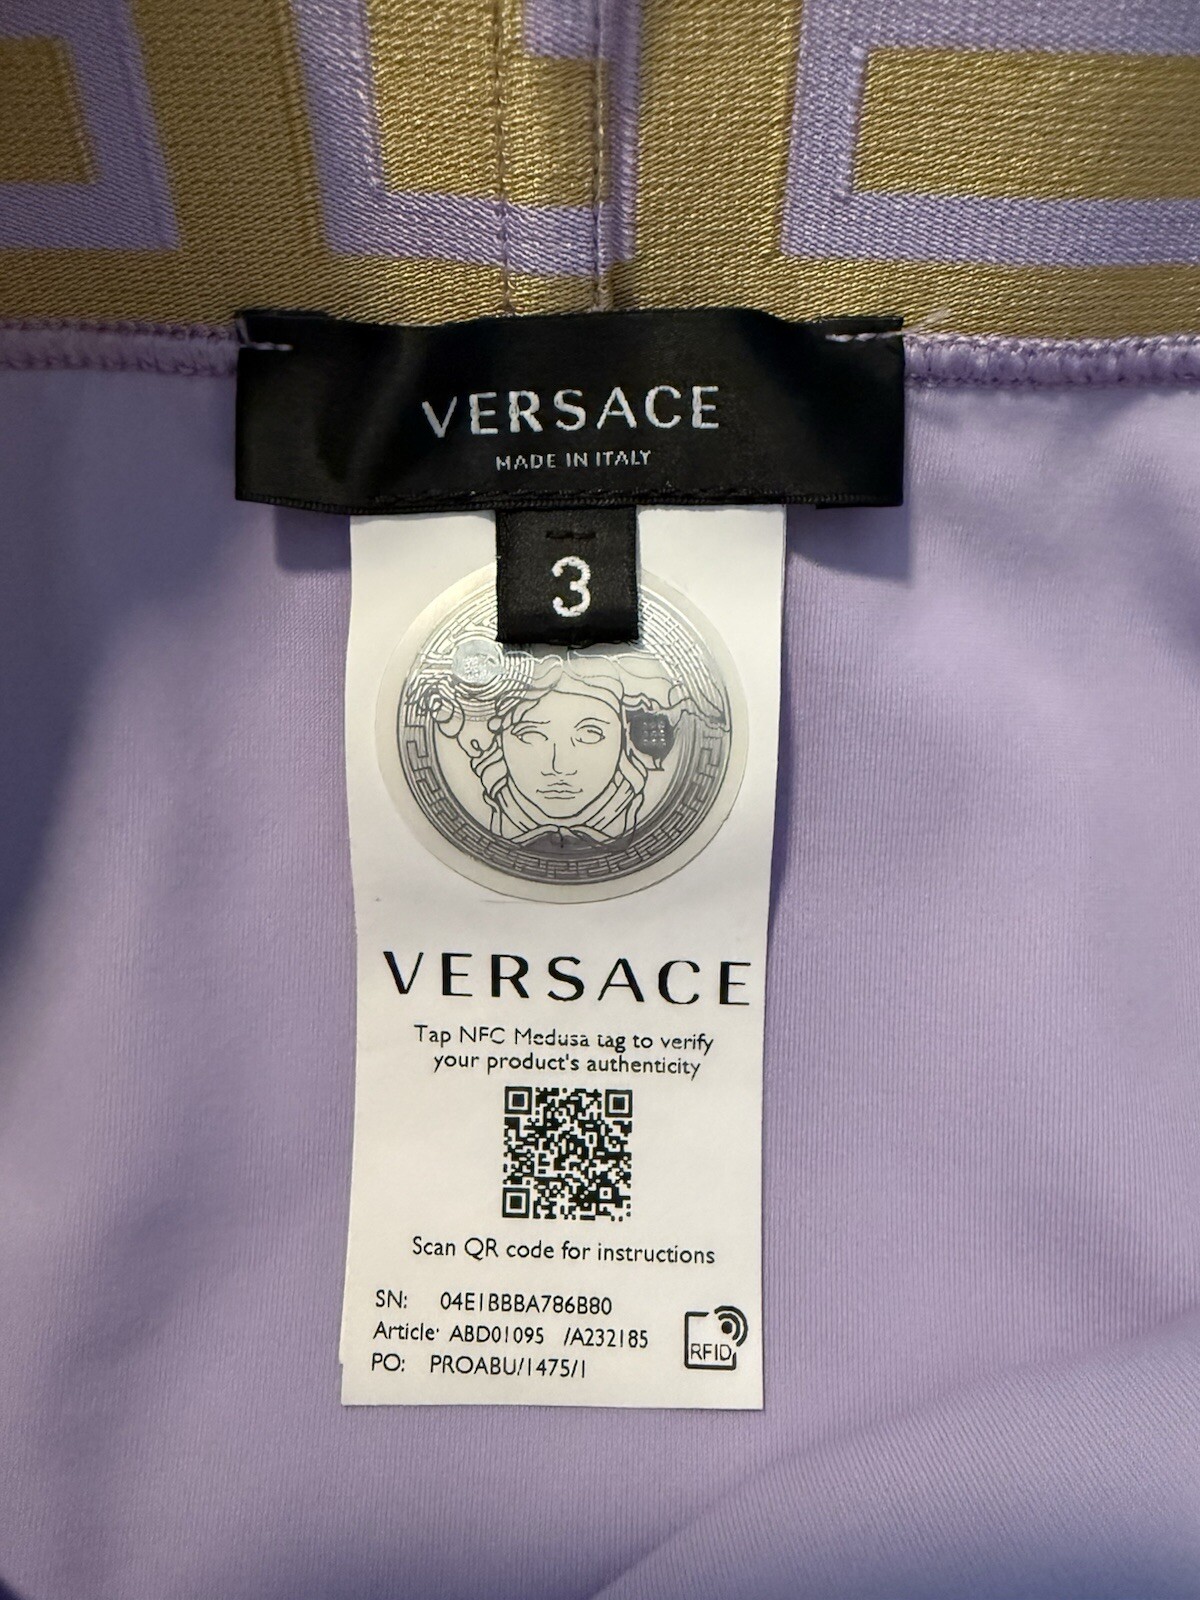 VERSACE
MADE IN ITALY
3
VERSACE
Tap NFC Medusa tag to verify
your product's authenticity
Scan QR code for instructions
SN: 04E1BBBA786B80
Article: ABD01095 /A232185
PO: PROABU/1475/1
RFID